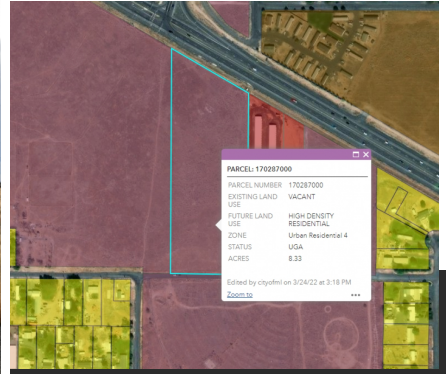 PARCEL: 170287000
PARCEL NUMBER 170287000
EXISTING LAND VACANT
USE
FUTURE LAND HIGH DENSITY
USE RESIDENTIAL
ZONE: Urban Residential 4
STATUS UGA
ACRES 8.33
Edited by cityofml on 3/24/22 at 3:18 PM
Zoom to